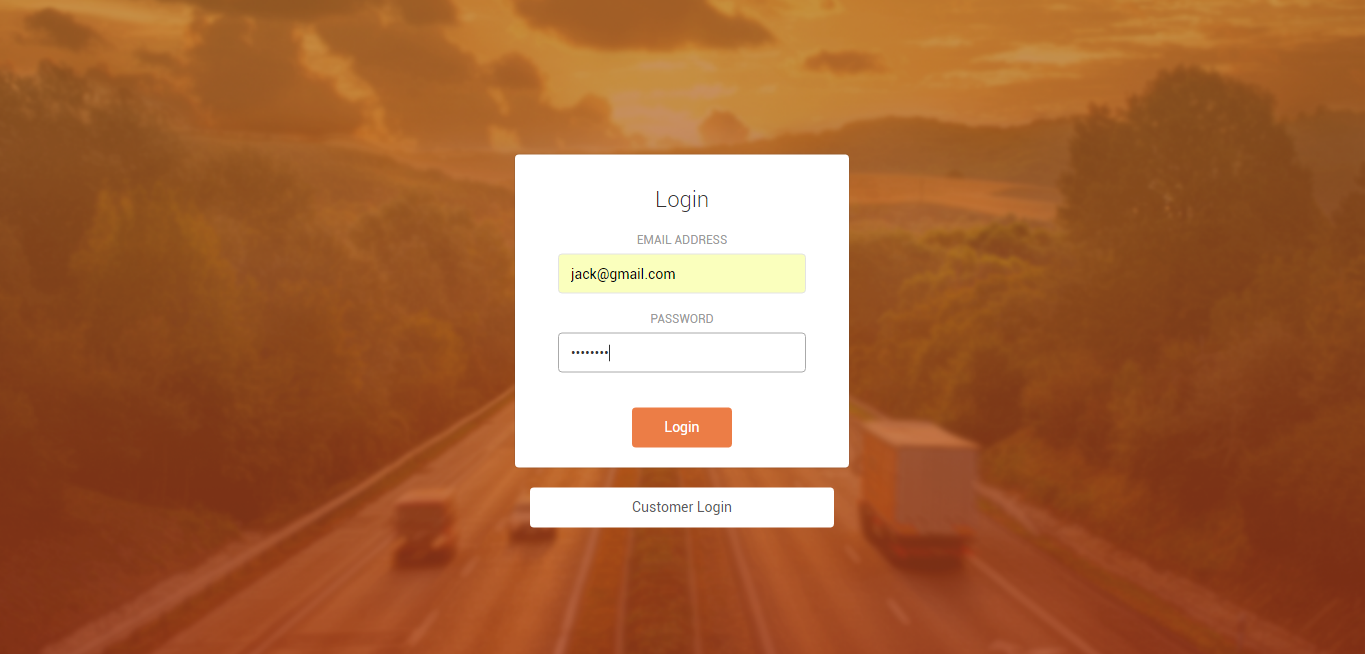 Login
EMAIL ADDRESS
jack@gmail.com
PASSWORD
••••••••
Login
Customer Login